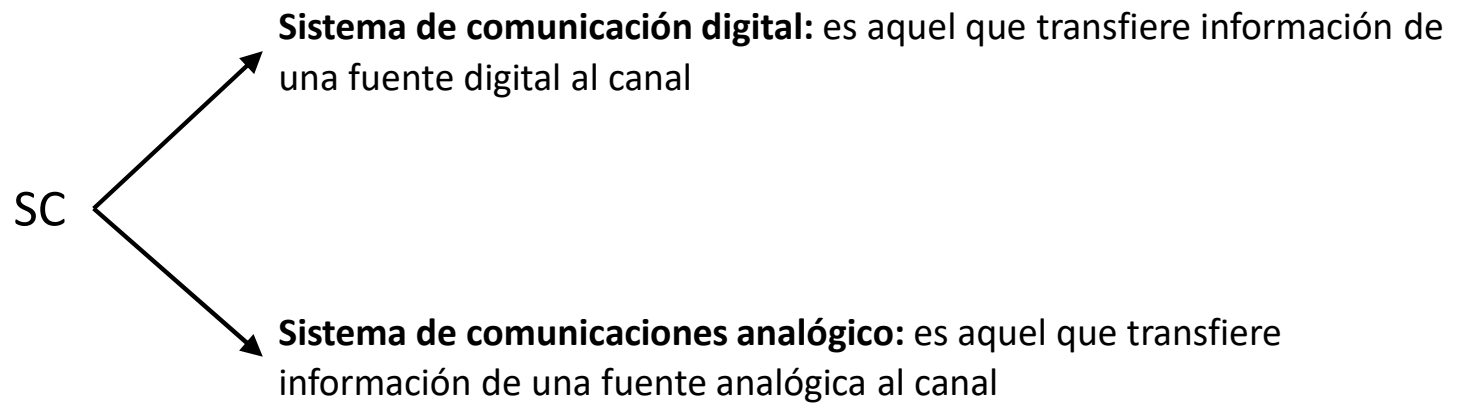 Sistema de comunicación digital: es aquel que transfiere información de
una fuente digital al canal
SC
Sistema de comunicaciones analógico: es aquel que transfiere
información de una fuente analógica al canal